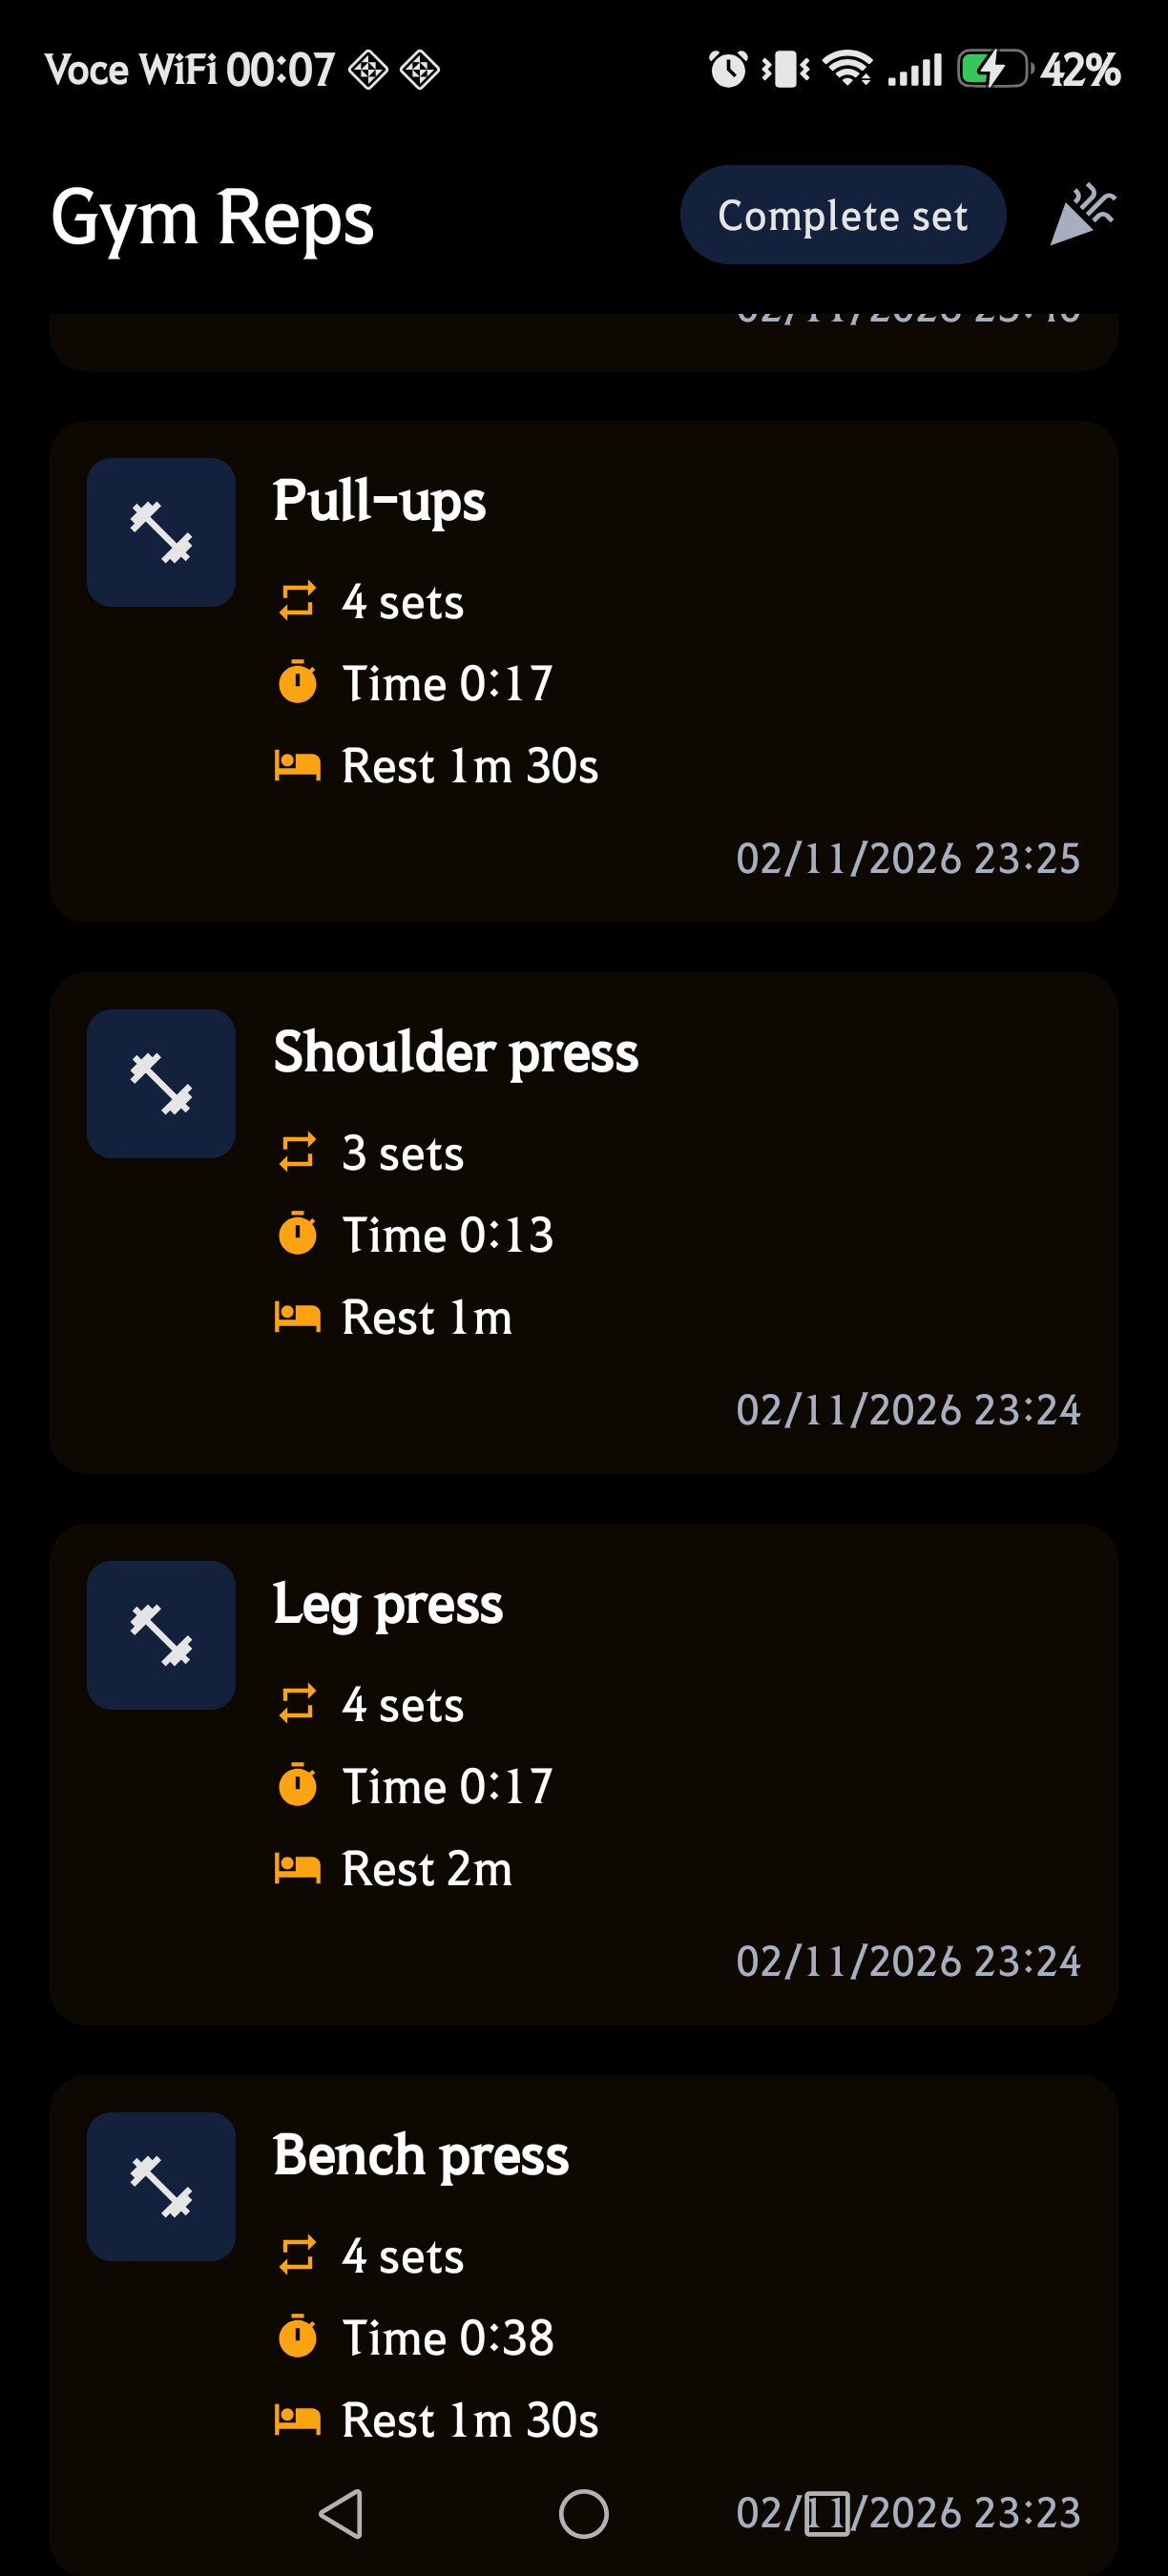 Voce WiFi 00:07 42%
Gym Reps
Complete set
Pull-ups
4 sets
Time 0:17
Rest 1m 30s
02/11/2026 23:25
Shoulder press
3 sets
Time 0:13
Rest 1m
02/11/2026 23:24
Leg press
4 sets
Time 0:17
Rest 2m
02/11/2026 23:24
Bench press
4 sets
Time 0:38
Rest 1m 30s
02/11/2026 23:23